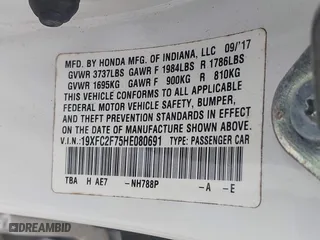 MFD. BY HONDA MFG. OF INDIANA, LLC 09/'17
GVWR 3737LBS GAWR F 1984LBS R 1786LBS
GVWR 1695KG GAWR F 900KG R 810KG
THIS VEHICLE CONFORMS TO ALL APPLICABLE
FEDERAL MOTOR VEHICLE SAFETY, BUMPER,
AND THEFT PREVENTION STANDARDS IN EFFECT
ON THE DATE OF MANUFACTURE SHOWN ABOVE.
V.I.N.:19XFC2F75HE080691 TYPE: PASSENGER CAR
TBA H AE7 -NH788P -A -E